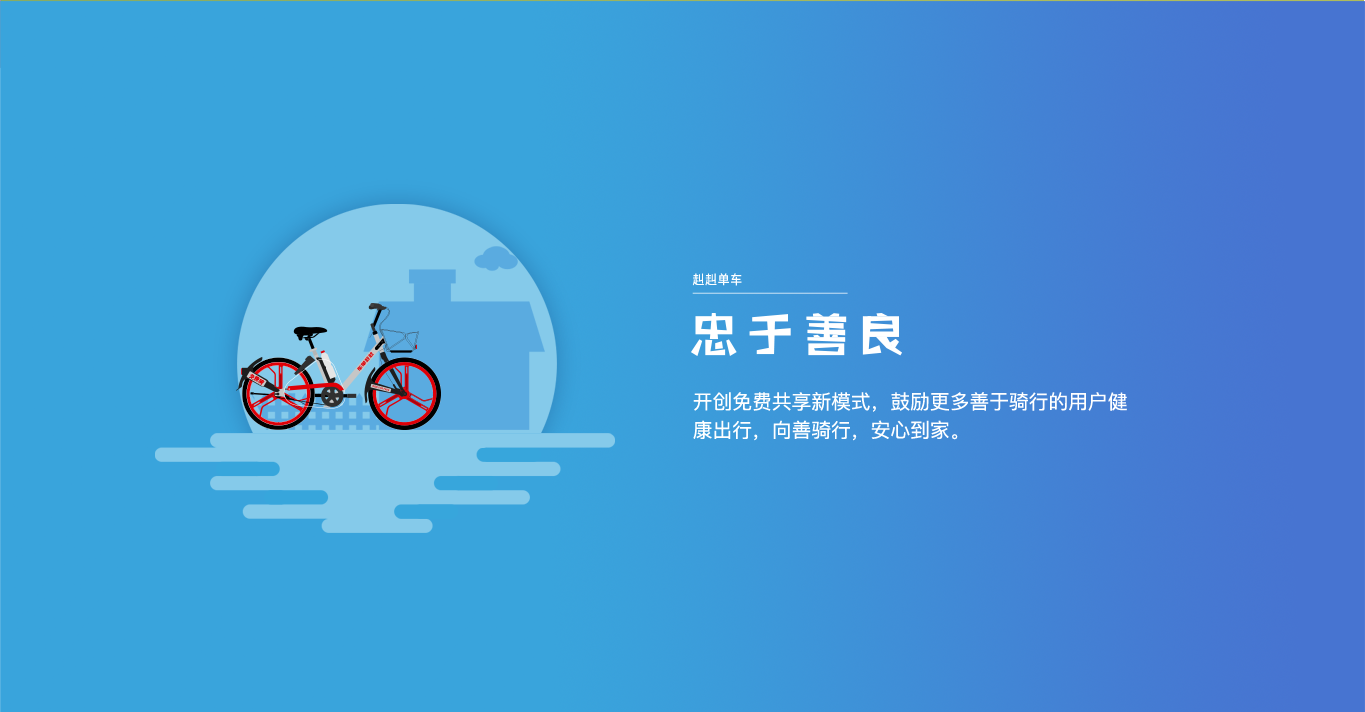 赳赳单车
忠于善良
开创免费共享新模式，鼓励更多善于骑行的用户健
康出行，向善骑行，安心到家。